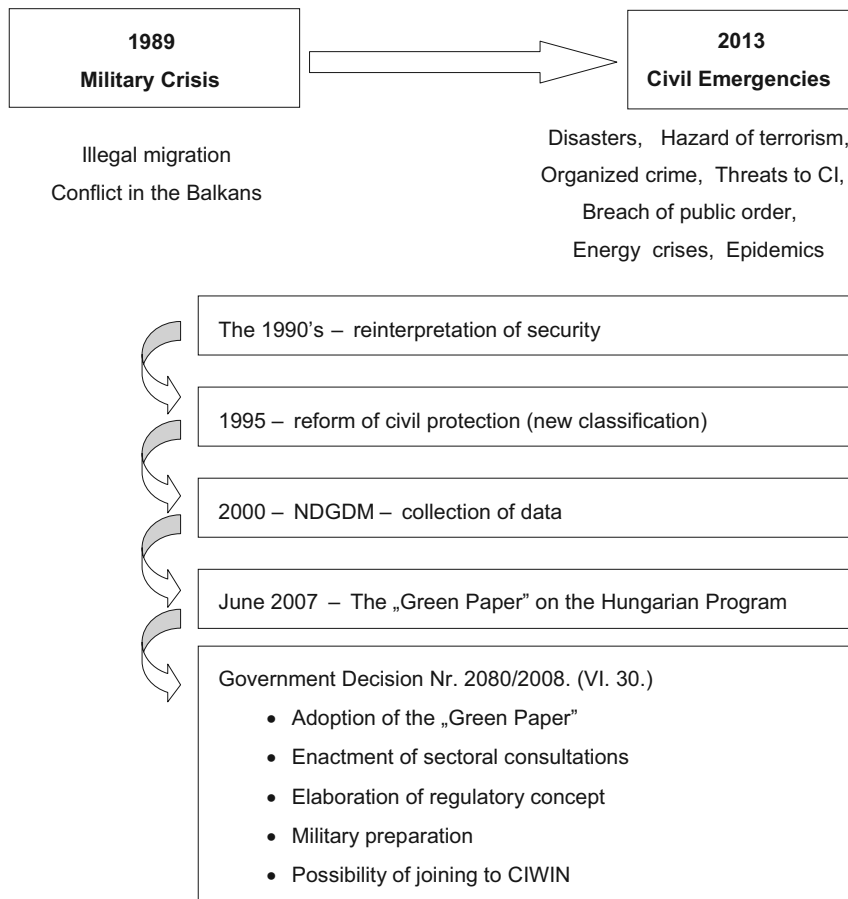 1989
Military Crisis
2013
Civil Emergencies
Illegal migration
Conflict in the Balkans
Disasters, Hazard of terrorism,
Organized crime, Threats to CI,
Breach of public order,
Energy crises, Epidemics
The 1990’s – reinterpretation of security
1995 – reform of civil protection (new classification)
2000 – NDGDM – collection of data
June 2007 – The „Green Paper” on the Hungarian Program
Government Decision Nr. 2080/2008. (VI. 30.)
• Adoption of the „Green Paper”
• Enactment of sectoral consultations
• Elaboration of regulatory concept
• Military preparation
• Possibility of joining to CIWIN